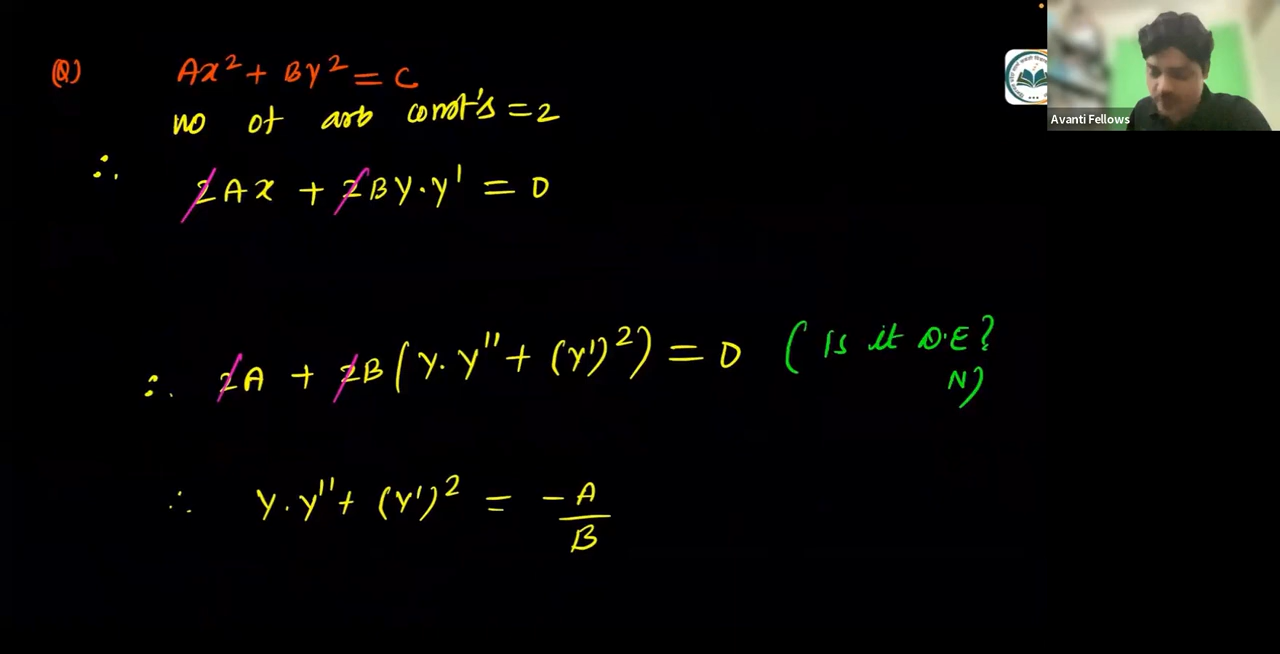 Q) Ax² + By² = C
no of arb const's = 2
∴ 2Ax + 2By·y' = 0
∴ 2A + 2B(y·y'' + (y')²) = 0 (Is it D.E?
N)
∴ y·y'' + (y')² = -A/B
Avanti Fellows